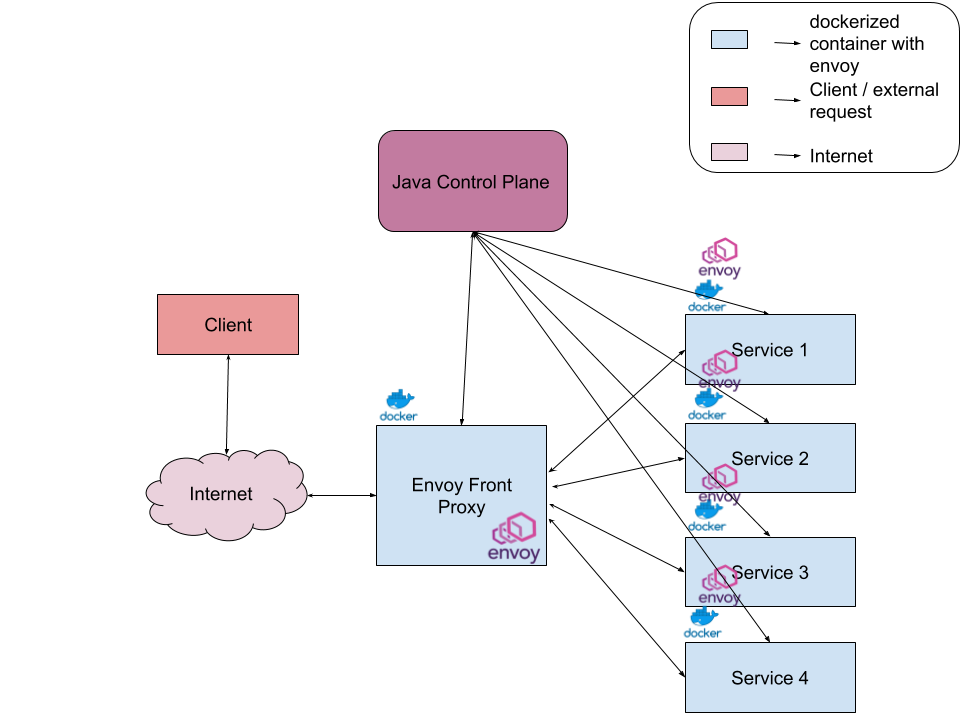 dockerized
container with
envoy
Client / external
request
Internet
Java Control Plane
envoy
docker
Client
Service 1
envoy
docker
docker
Service 2
Internet
Envoy Front
Proxy
envoy
envoy
docker
Service 3
envoy
docker
Service 4